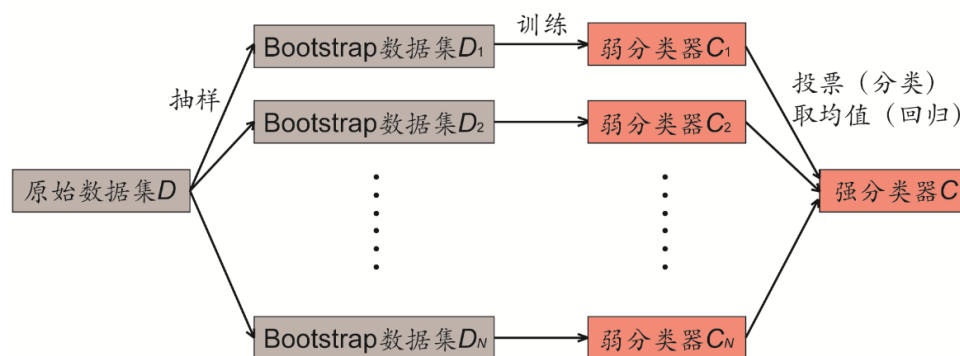 训练
Bootstrap数据集D₁
弱分类器C₁
投票（分类）
取均值（回归）
抽样
Bootstrap数据集D₂
弱分类器C₂
原始数据集D
强分类器C
Bootstrap数据集Dₙ
弱分类器Cₙ